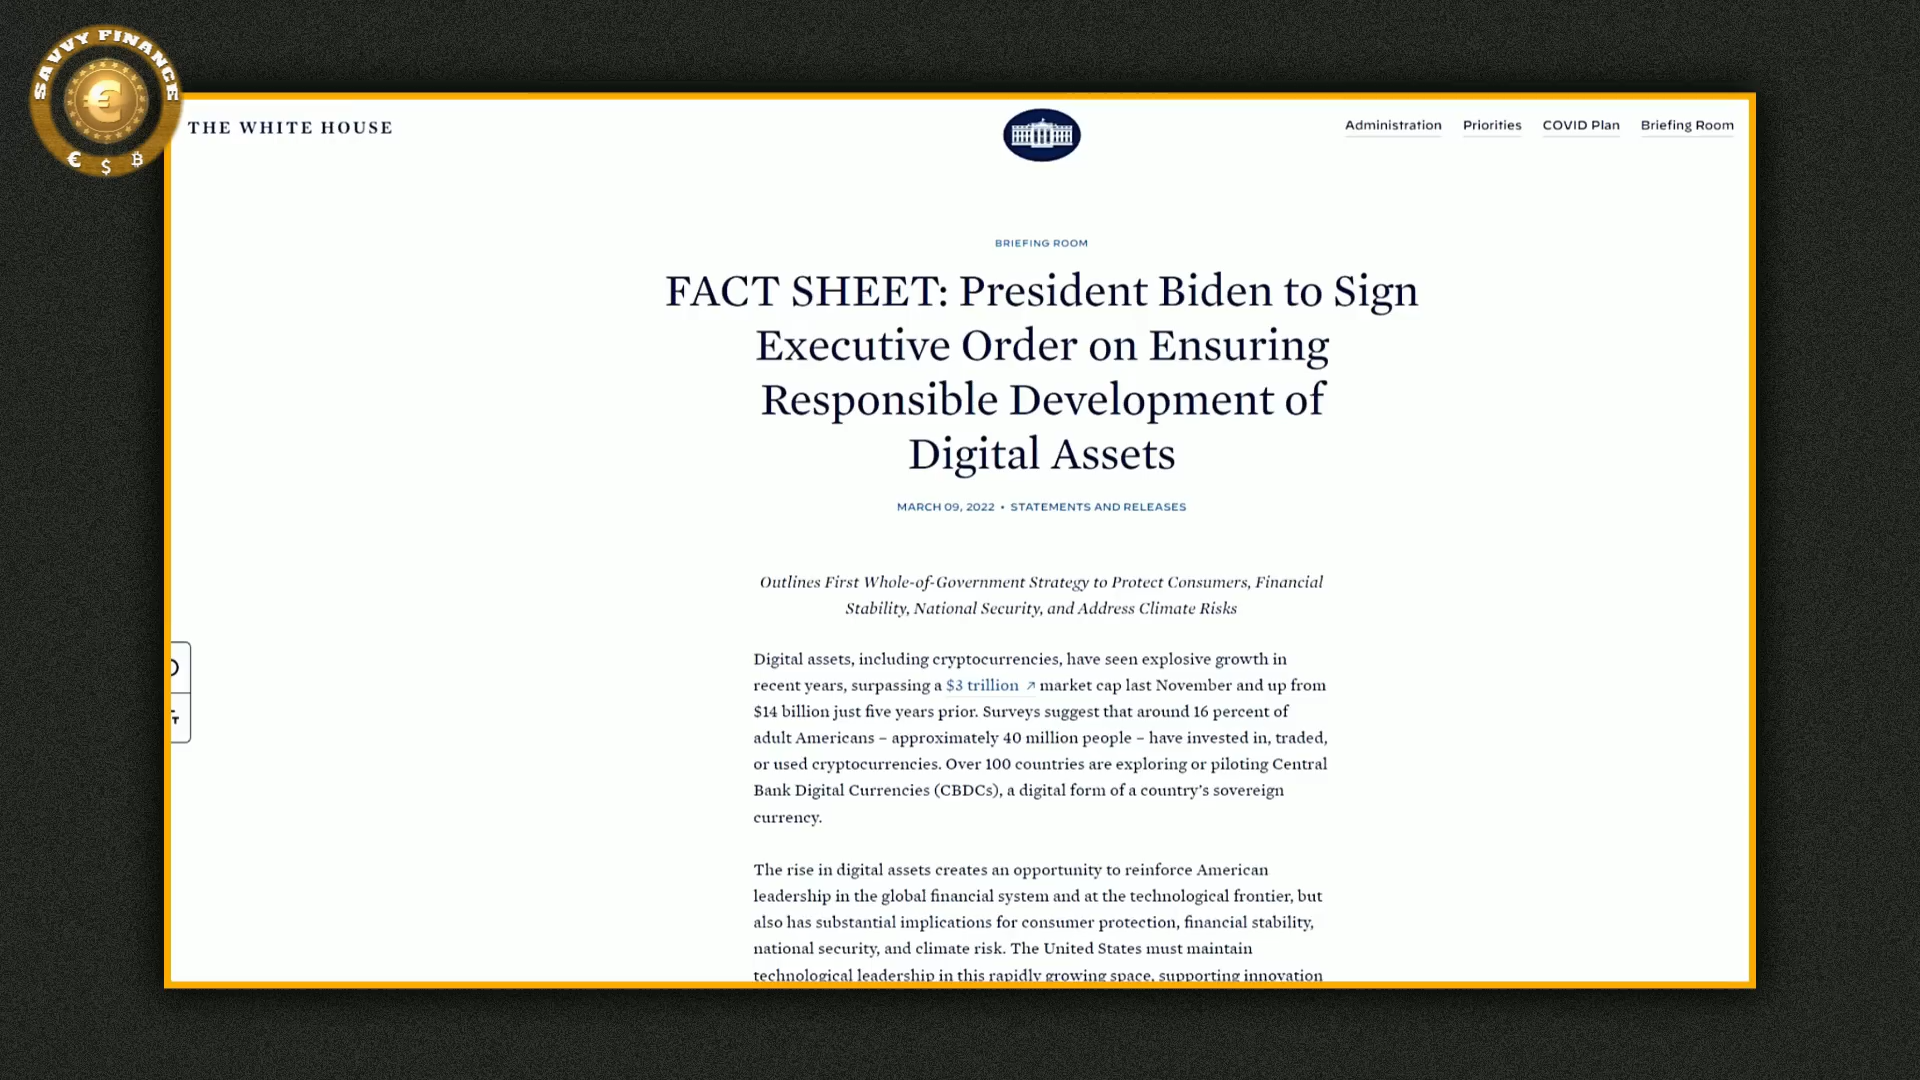 SAVVY FINANCE
€
€ $ ₿
THE WHITE HOUSE
Administration Priorities COVID Plan Briefing Room
BRIEFING ROOM
FACT SHEET: President Biden to Sign
Executive Order on Ensuring
Responsible Development of
Digital Assets
MARCH 09, 2022 • STATEMENTS AND RELEASES
Outlines First Whole-of-Government Strategy to Protect Consumers, Financial
Stability, National Security, and Address Climate Risks
Digital assets, including cryptocurrencies, have seen explosive growth in
recent years, surpassing a $3 trillion ↗ market cap last November and up from
$14 billion just five years prior. Surveys suggest that around 16 percent of
adult Americans – approximately 40 million people – have invested in, traded,
or used cryptocurrencies. Over 100 countries are exploring or piloting Central
Bank Digital Currencies (CBDCs), a digital form of a country’s sovereign
currency.
The rise in digital assets creates an opportunity to reinforce American
leadership in the global financial system and at the technological frontier, but
also has substantial implications for consumer protection, financial stability,
national security, and climate risk. The United States must maintain
technological leadership in this rapidly growing space, supporting innovation